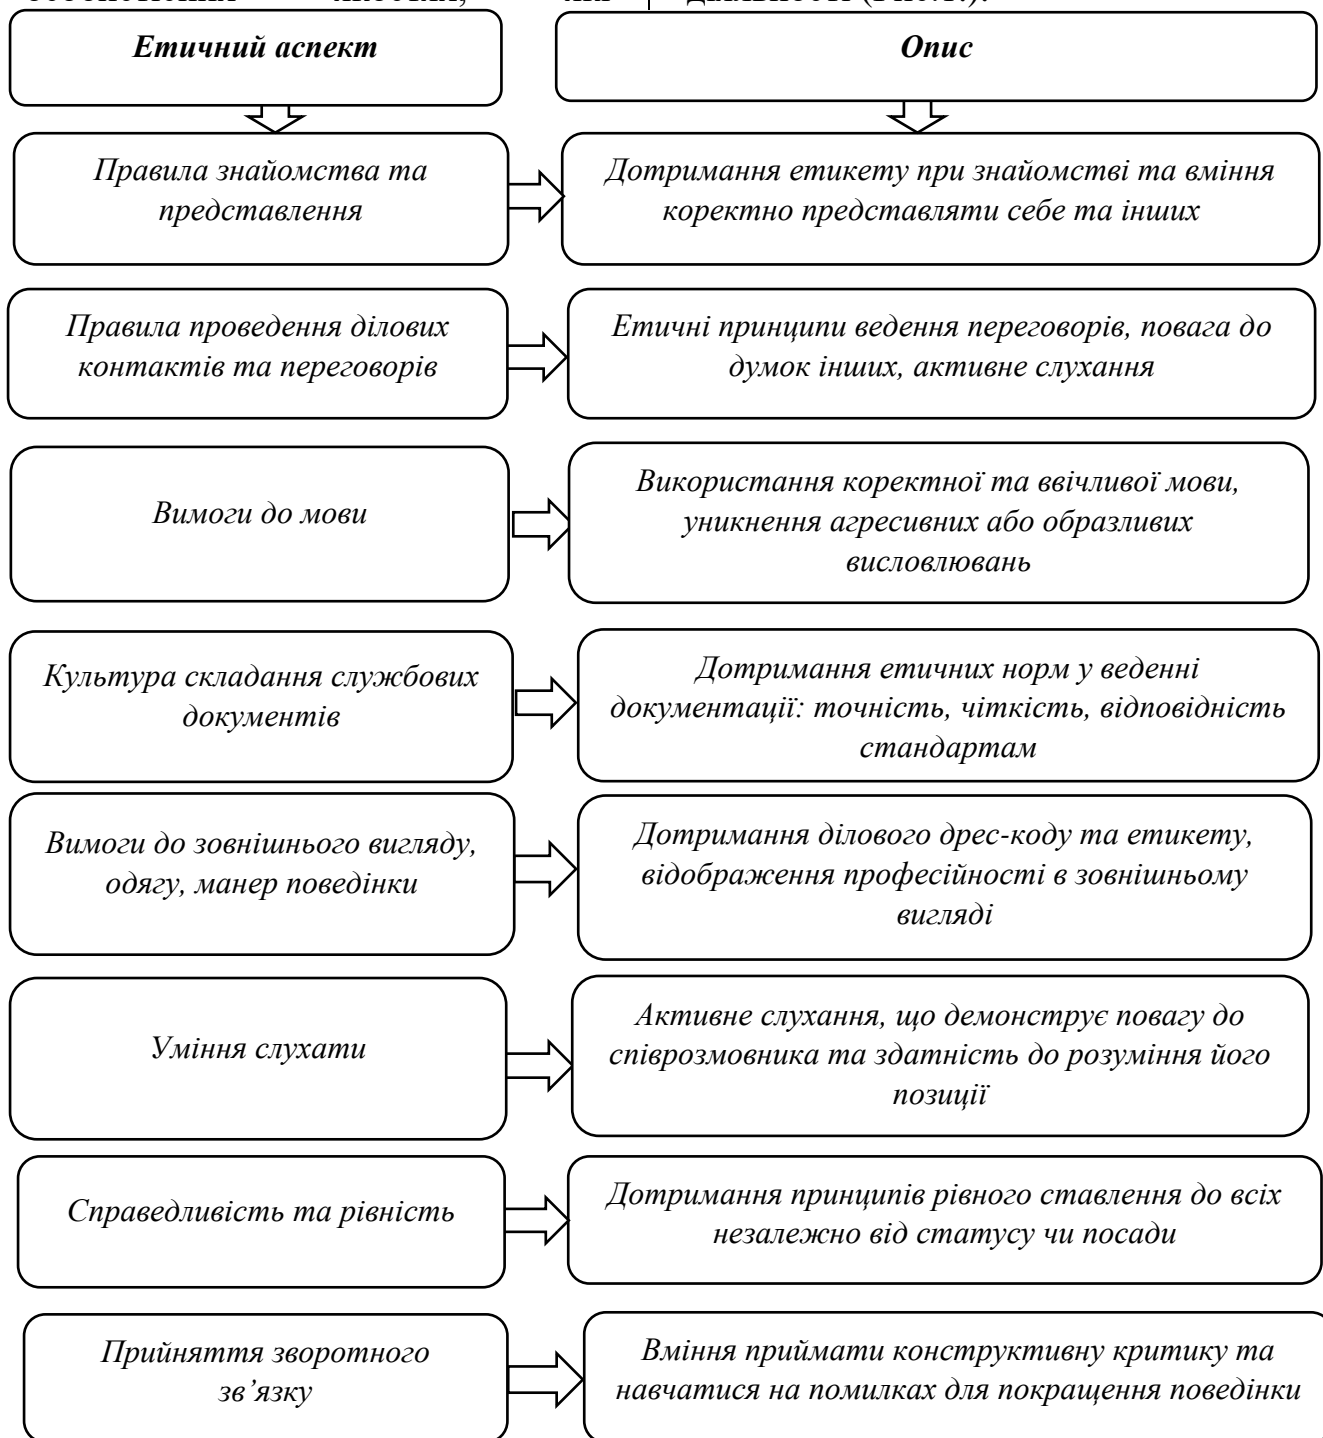 Етичний аспект
Опис
Правила знайомства та
представлення
Дотримання етикету при знайомстві та вміння
коректно представляти себе та інших
Правила проведення ділових
контактів та переговорів
Етичні принципи ведення переговорів, повага до
думок інших, активне слухання
Вимоги до мови
Використання коректної та ввічливої мови,
уникнення агресивних або образливих
висловлювань
Культура складання службових
документів
Дотримання етичних норм у веденні
документації: точність, чіткість, відповідність
стандартам
Вимоги до зовнішнього вигляду,
одягу, манер поведінки
Дотримання ділового дрес-коду та етикету,
відображення професійності в зовнішньому
вигляді
Уміння слухати
Активне слухання, що демонструє повагу до
співрозмовника та здатність до розуміння його
позиції
Справедливість та рівність
Дотримання принципів рівного ставлення до всіх
незалежно від статусу чи посади
Прийняття зворотного
зв’язку
Вміння приймати конструктивну критику та
навчатися на помилках для покращення поведінки